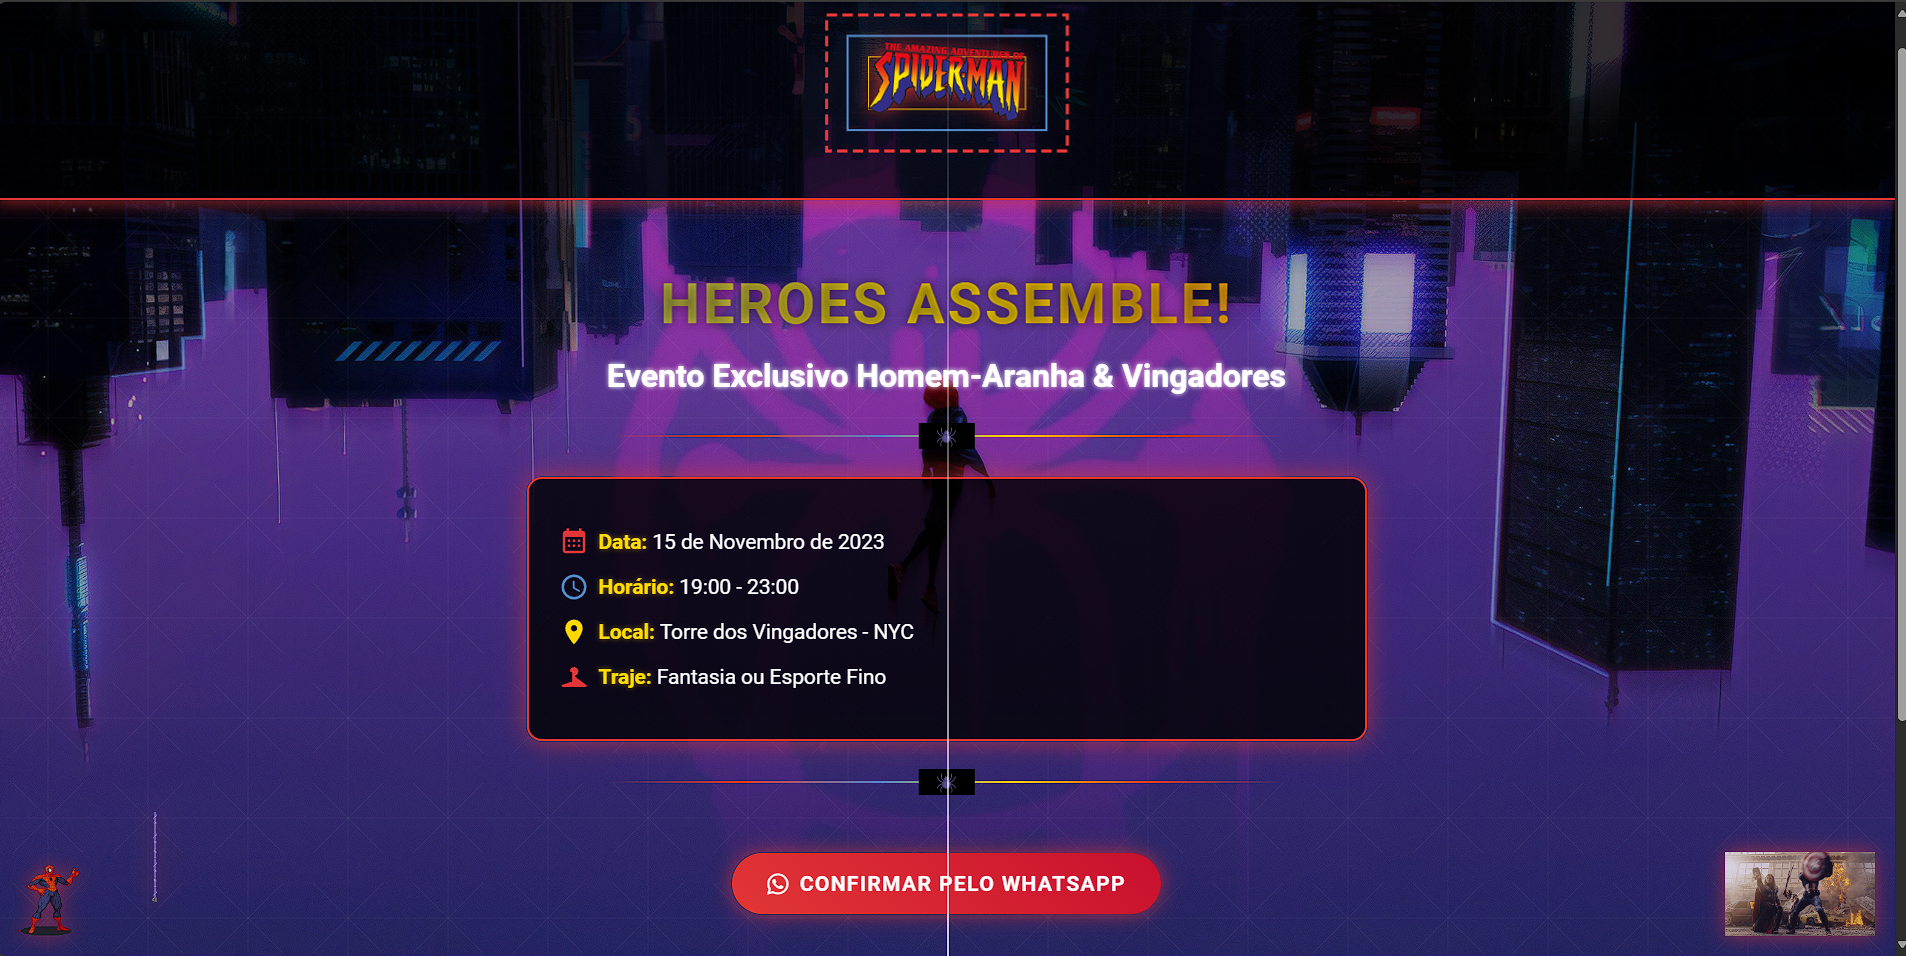 THE AMAZING ADVENTURES OF
SPIDER-MAN
HEROES ASSEMBLE!
Evento Exclusivo Homem-Aranha & Vingadores
Data: 15 de Novembro de 2023
Horário: 19:00 - 23:00
Local: Torre dos Vingadores - NYC
Traje: Fantasia ou Esporte Fino
CONFIRMAR PELO WHATSAPP